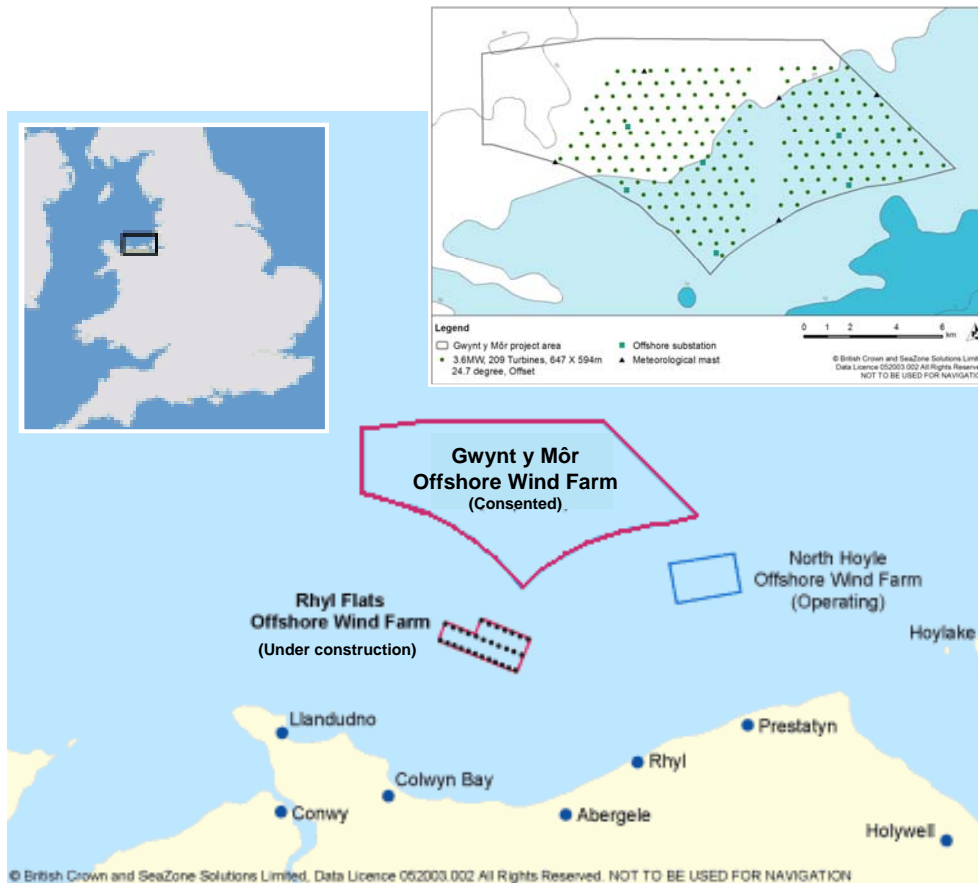 Legend
Gwynt y Môr project area
3.6MW, 209 Turbines, 647 X 594m
24.7 degree, Offset
Offshore substation
Meteorological mast
0 1 2 4 6
km
© British Crown and SeaZone Solutions Limite
Data Licence 052003.002 All Rights Reserve
NOT TO BE USED FOR NAVIGATION
Gwynt y Môr
Offshore Wind Farm
(Consented)
North Hoyle
Offshore Wind Farm
(Operating)
Rhyl Flats
Offshore Wind Farm
(Under construction)
Hoylake
Llandudno
Prestatyn
Rhyl
Colwyn Bay
Conwy
Abergele
Holywell
© British Crown and SeaZone Solutions Limited, Data Licence 052003.002 All Rights Reserved. NOT TO BE USED FOR NAVIGATION